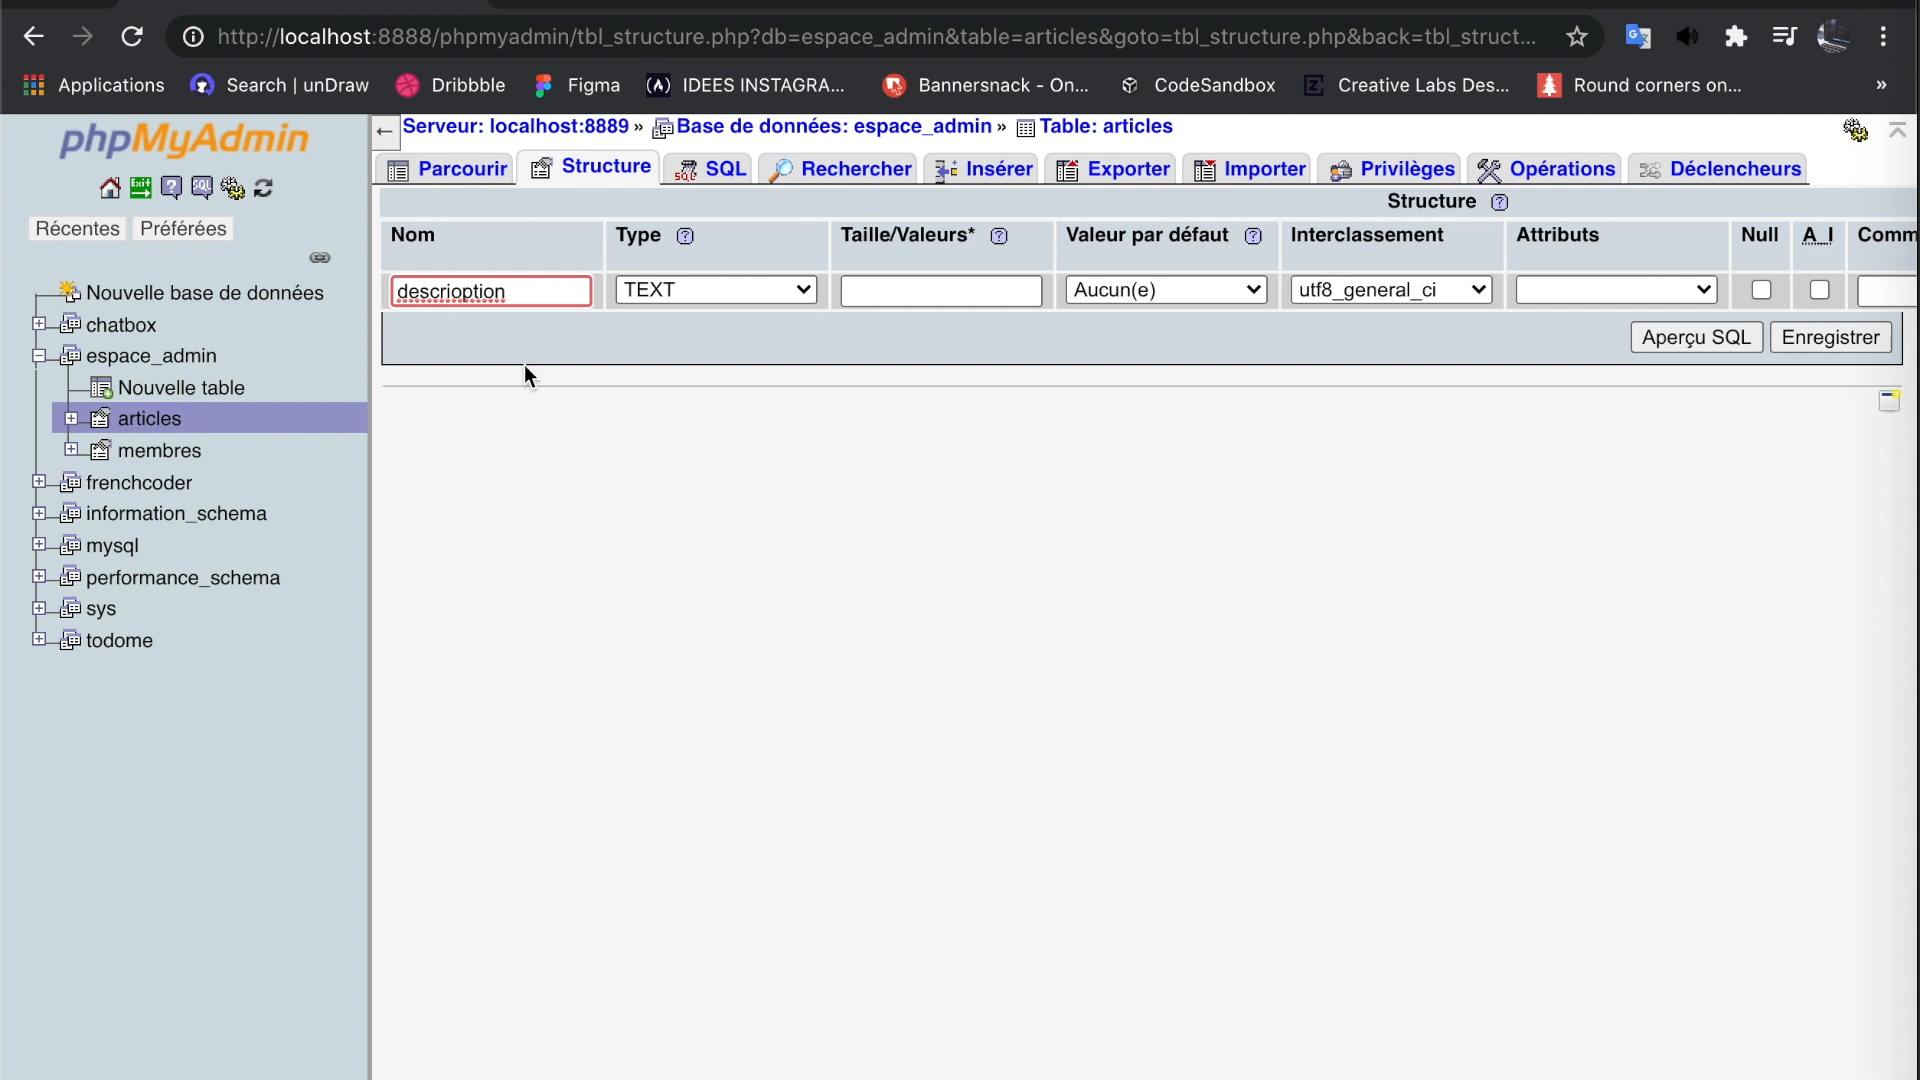 http://localhost:8888/phpmyadmin/tbl_structure.php?db=espace_admin&table=articles&goto=tbl_structure.php&back=tbl_struct...
Applications Search | unDraw Dribbble Figma IDEES INSTAGRA... Bannersnack - On... CodeSandbox Creative Labs Des... Round corners on... »
phpMyAdmin
Serveur: localhost:8889 » Base de données: espace_admin » Table: articles
Parcourir Structure SQL Rechercher Insérer Exporter Importer Privilèges Opérations Déclencheurs
Récentes Préférées
Structure
Nom Type Taille/Valeurs* Valeur par défaut Interclassement Attributs Null A_I Comm
descrioption TEXT Aucun(e) utf8_general_ci
Aperçu SQL Enregistrer
Nouvelle base de données
chatbox
espace_admin
Nouvelle table
articles
membres
frenchcoder
information_schema
mysql
performance_schema
sys
todome